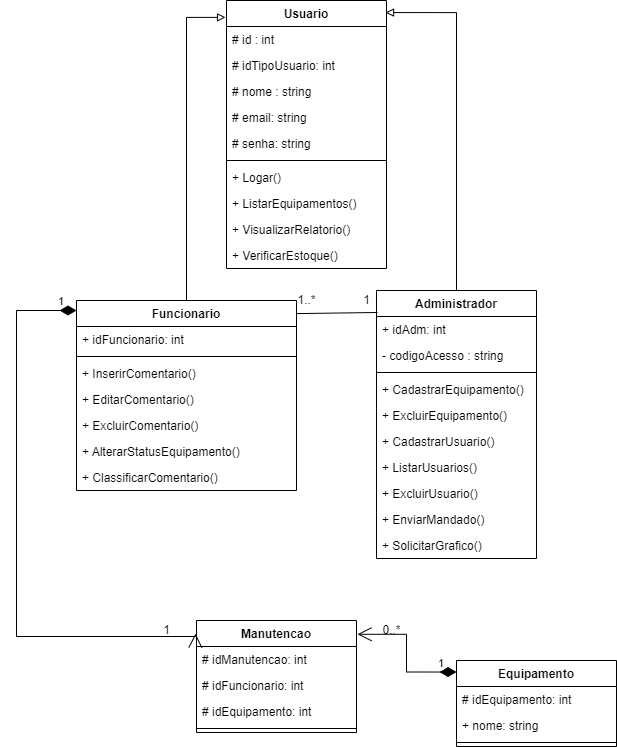 Usuario
# id : int
# idTipoUsuario: int
# nome : string
# email: string
# senha: string
+ Logar()
+ ListarEquipamentos()
+ VisualizarRelatorio()
+ VerificarEstoque()
1
Funcionario
+ idFuncionario: int
+ InserirComentario()
+ EditarComentario()
+ ExcluirComentario()
+ AlterarStatusEquipamento()
+ ClassificarComentario()
1..*
1
Administrador
+ idAdm: int
- codigoAcesso : string
+ CadastrarEquipamento()
+ ExcluirEquipamento()
+ CadastrarUsuario()
+ ListarUsuarios()
+ ExcluirUsuario()
+ EnviarMandado()
+ SolicitarGrafico()
1
Manutencao
# idManutencao: int
# idFuncionario: int
# idEquipamento: int
0..*
1
Equipamento
# idEquipamento: int
+ nome: string